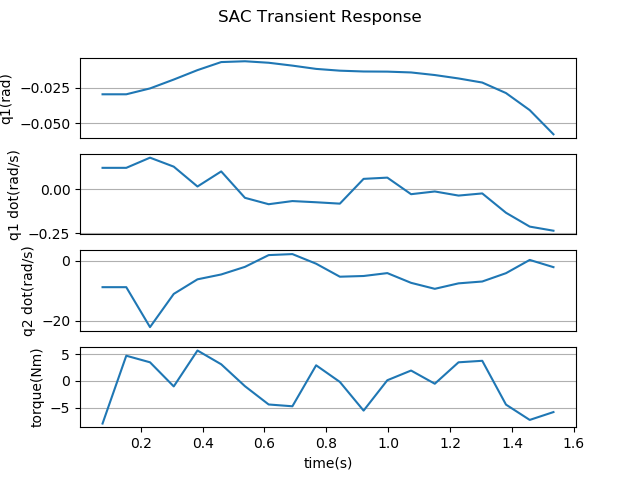 SAC Transient Response
q1(rad)
−0.025
−0.050
q1 dot(rad/s)
0.00
−0.25
q2 dot(rad/s)
0
−20
torque(Nm)
5
0
−5
0.2 0.4 0.6 0.8 1.0 1.2 1.4 1.6
time(s)